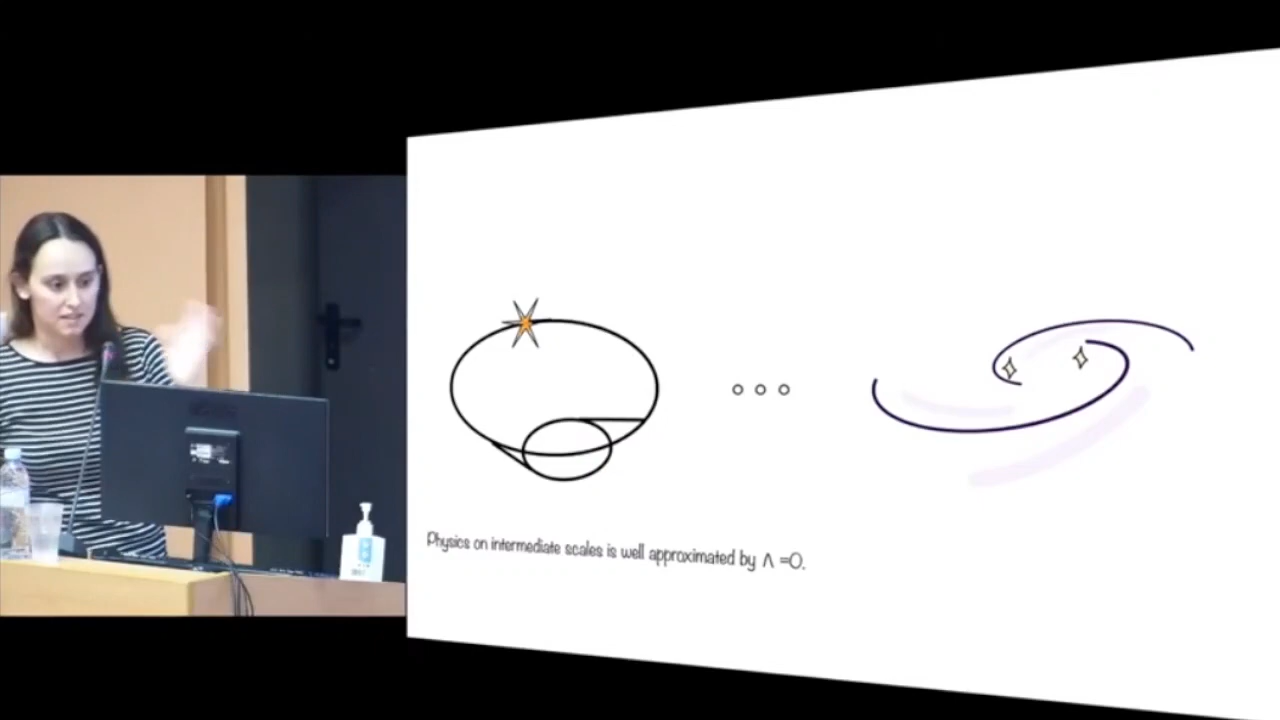 Physics on intermediate scales is well approximated by Λ =0.